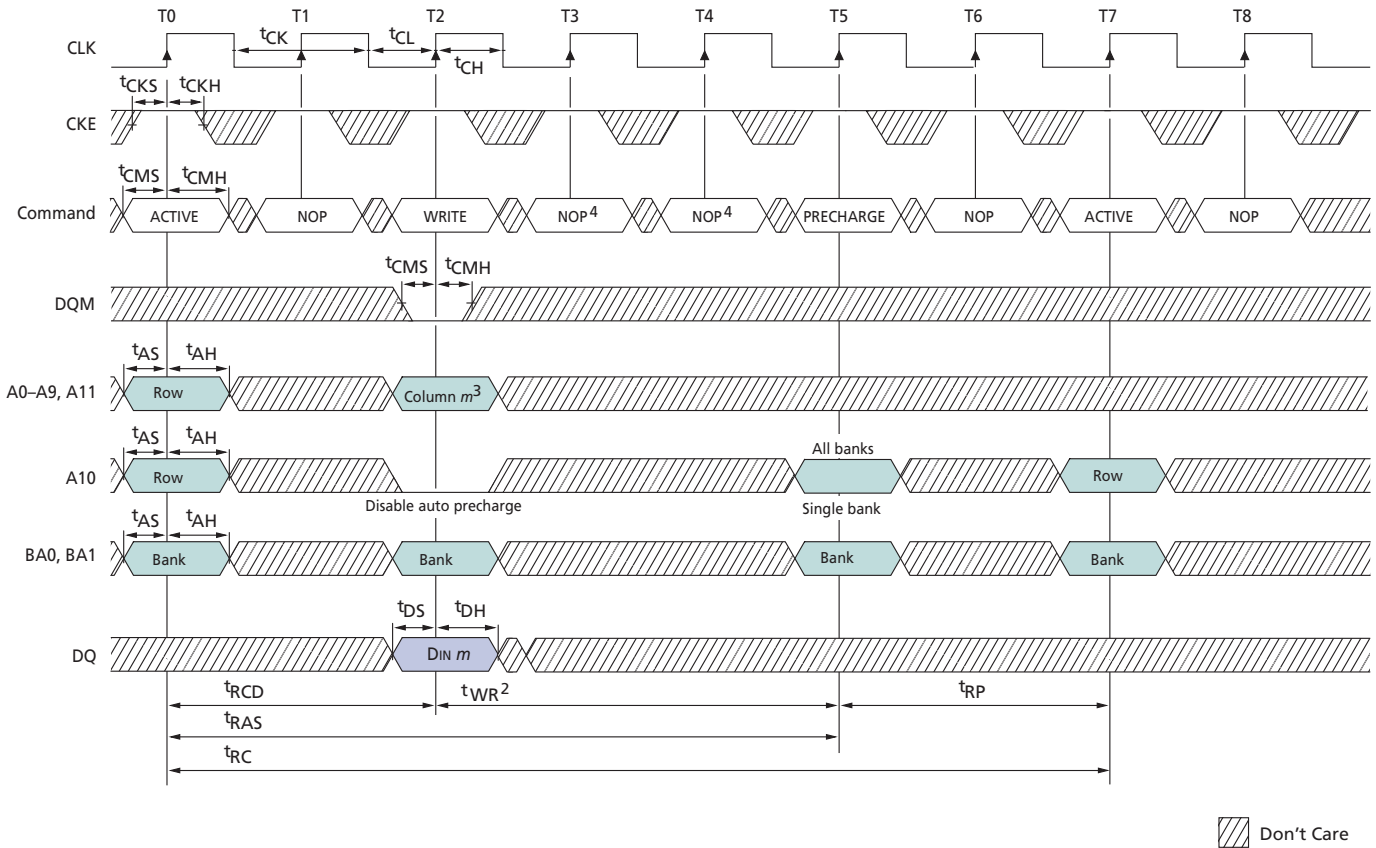 T0 T1 T2 T3 T4 T5 T6 T7 T8
CLK tCK tCL tCH
tCKS tCKH
CKE
tCMS tCMH
Command ACTIVE NOP WRITE NOP4 NOP4 PRECHARGE NOP ACTIVE NOP
tCMS tCMH
DQM
tAS tAH
A0–A9, A11 Row Column m3
tAS tAH All banks
A10 Row Row
Disable auto precharge Single bank
tAS tAH
BA0, BA1 Bank Bank Bank Bank
tDS tDH
DQ DIN m
tRCD tWR2 tRP
tRAS
tRC
Don't Care